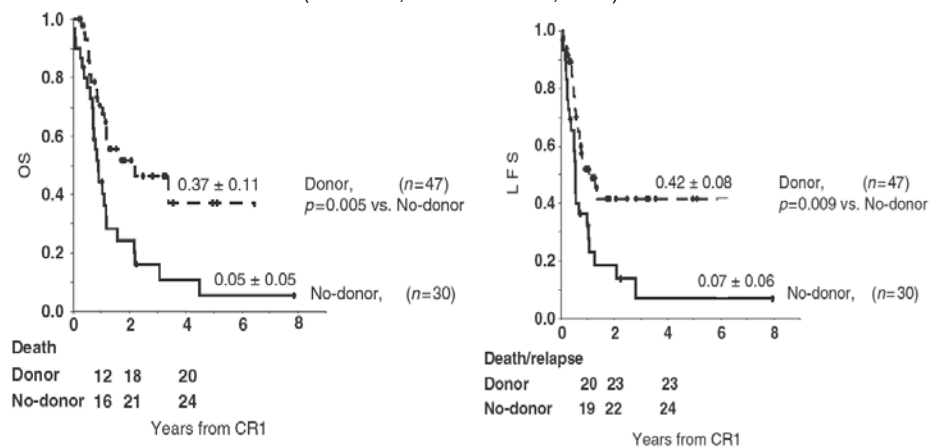 1.0
0.8
0.6
0.4
0.2
0.0
OS
0 2 4 6 8
0.37 ± 0.11
Donor, (n=47)
p=0.005 vs. No-donor
0.05 ± 0.05
No-donor, (n=30)
Death
Donor 12 18 20
No-donor 16 21 24
Years from CR1
1.0
0.8
0.6
0.4
0.2
0.0
LFS
0 2 4 6 8
0.42 ± 0.08
Donor, (n=47)
p=0.009 vs. No-donor
0.07 ± 0.06
No-donor, (n=30)
Death/relapse
Donor 20 23 23
No-donor 19 22 24
Years from CR1